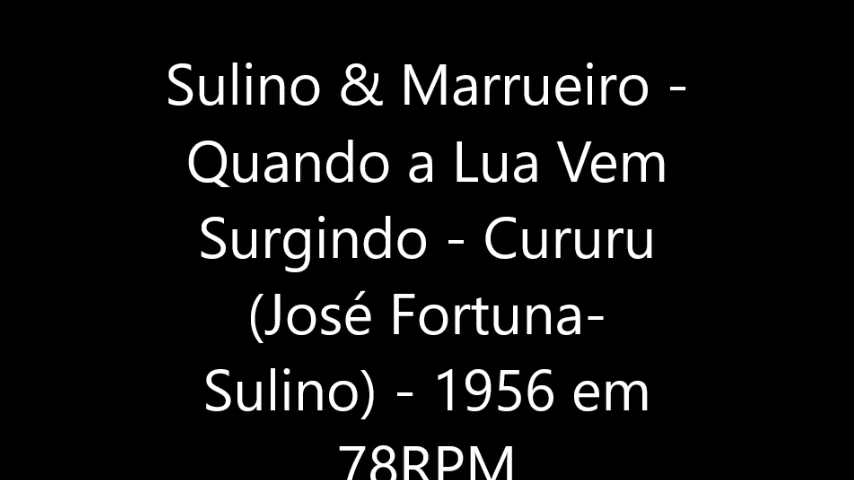 Sulino & Marrueiro -
Quando a Lua Vem
Surgindo - Cururu
(José Fortuna-
Sulino) - 1956 em
78RPM